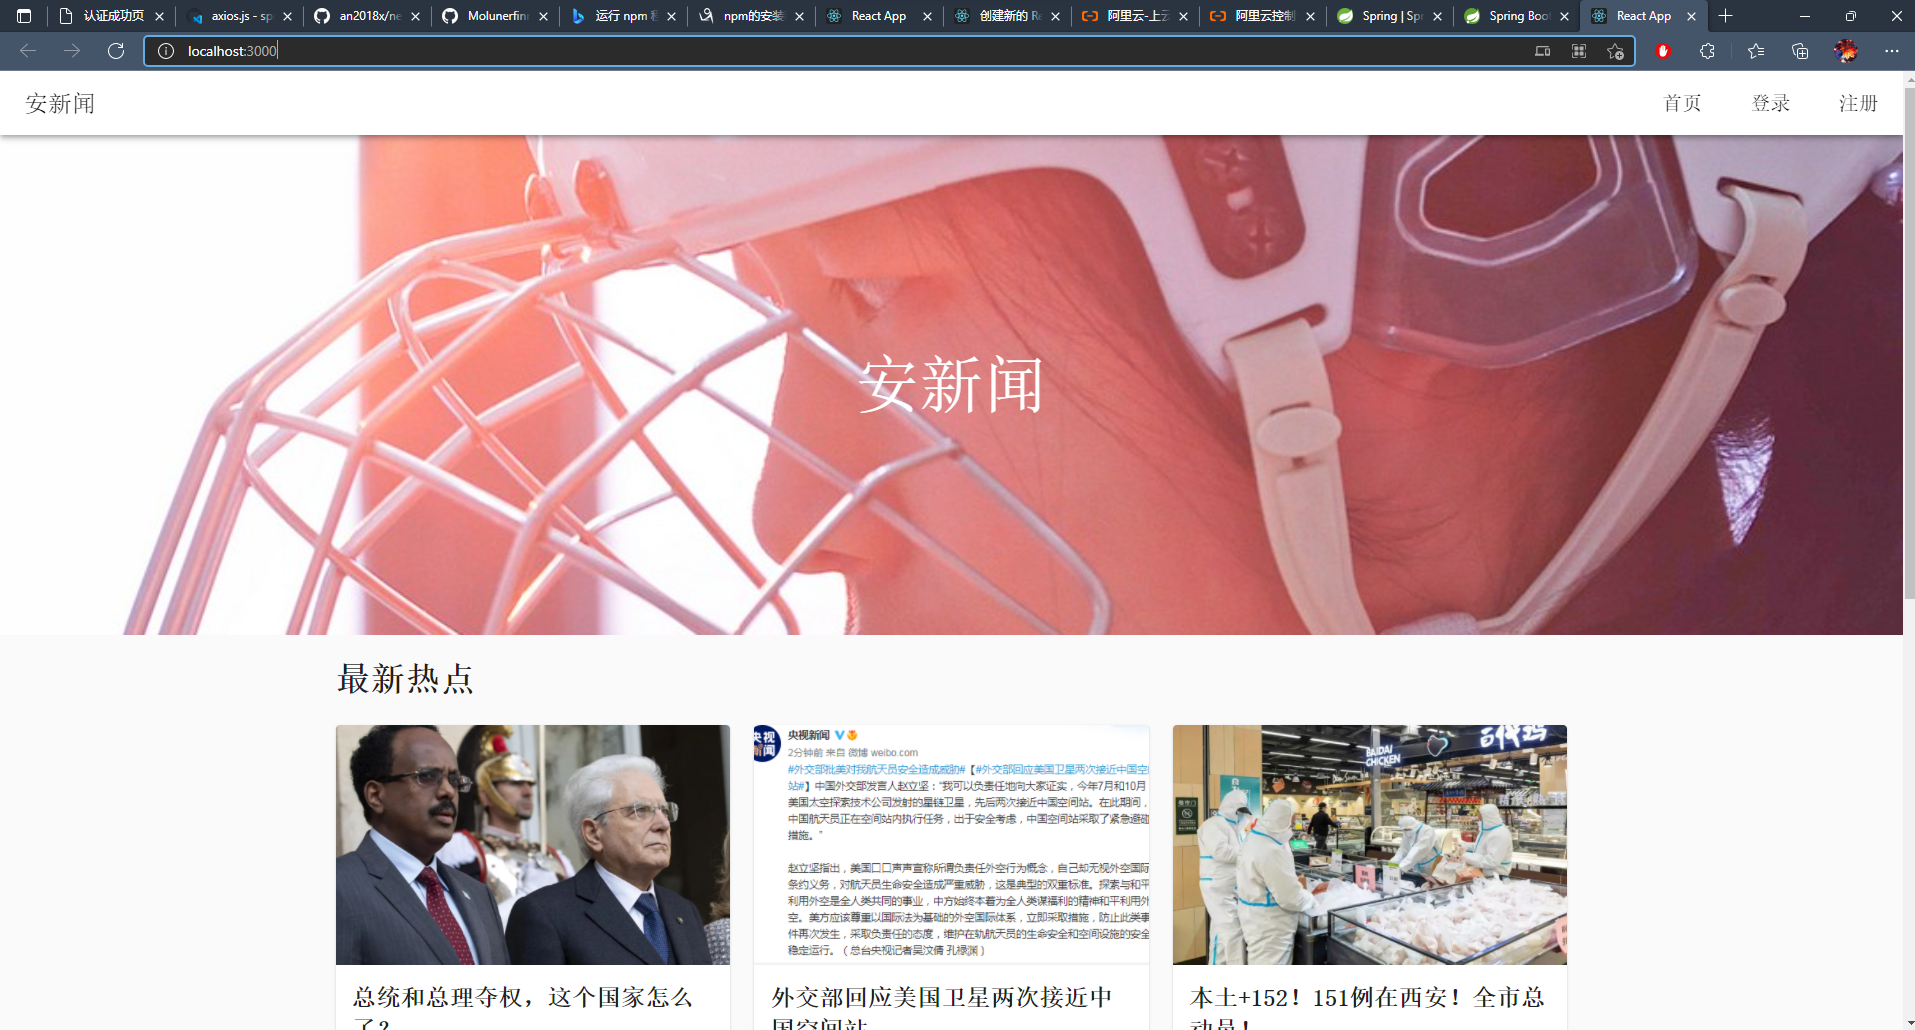 认证成功页
axios.js - sp
an2018x/ne
Molunerfinn
运行 npm 程
npm的安装
React App
创建新的 Re
阿里云-上云
阿里云控制
Spring | Spr
Spring Boot
React App
localhost:3000
安新闻
首页
登录
注册
安新闻
最新热点
央视新闻
央视
新闻
2分钟前 来自 微博 weibo.com
#外交部批美对我航天员安全造成威胁#【#外交部回应美国卫星两次接近中国空间
站#】中国外交部发言人赵立坚：“我可以负责任地向大家证实，今年7月和10月
美国太空探索技术公司发射的星链卫星，先后两次接近中国空间站。在此期间，
中国航天员正在空间站内执行任务，出于安全考虑，中国空间站采取了紧急避碰
措施。”
赵立坚指出，美国口口声声宣称所谓负责任外空行为概念，自己却无视外空国际
条约义务，对航天员生命安全造成严重威胁，这是典型的双重标准。探索与和平
利用外空是全人类共同的事业，中方始终本着为全人类谋福利的精神和平利用外
空。美方应该尊重以国际法为基础的外空国际体系，立即采取措施，防止此类事
件再次发生，采取负责任的态度，维护在轨航天员的生命安全和空间设施的安全
稳定运行。（总台央视记者吴汶倩 孔禄渊）
BAIDAI
CHICKEN
总统和总理夺权，这个国家怎么
了？
外交部回应美国卫星两次接近中
国空间站
本土+152！151例在西安！全市总
动员！